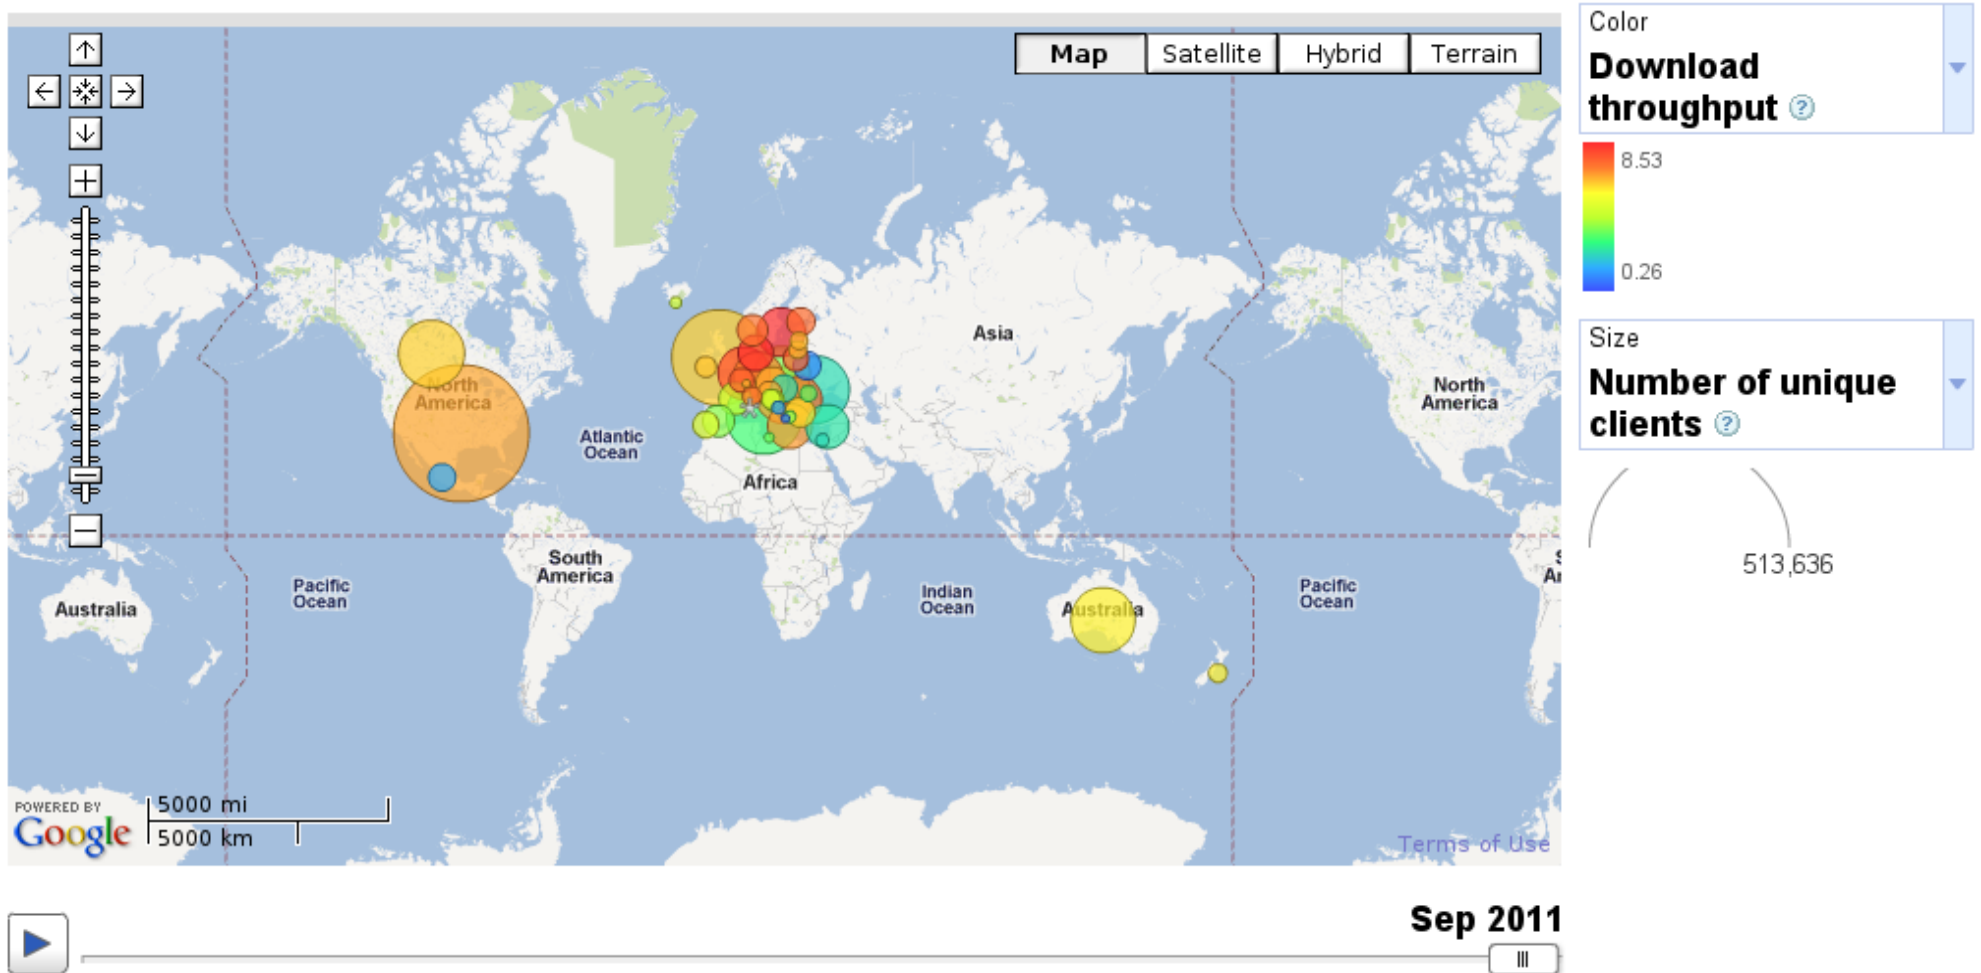 Map
Satellite
Hybrid
Terrain
Color
Download
throughput ?
8.53
0.26
Size
Number of unique
clients ?
513,636
North
America
Atlantic
Ocean
Asia
Africa
North
America
South
America
Pacific
Ocean
Indian
Ocean
Pacific
Ocean
Australia
Australia
S
Ar
POWERED BY
Google
5000 mi
5000 km
Terms of Use
Sep 2011